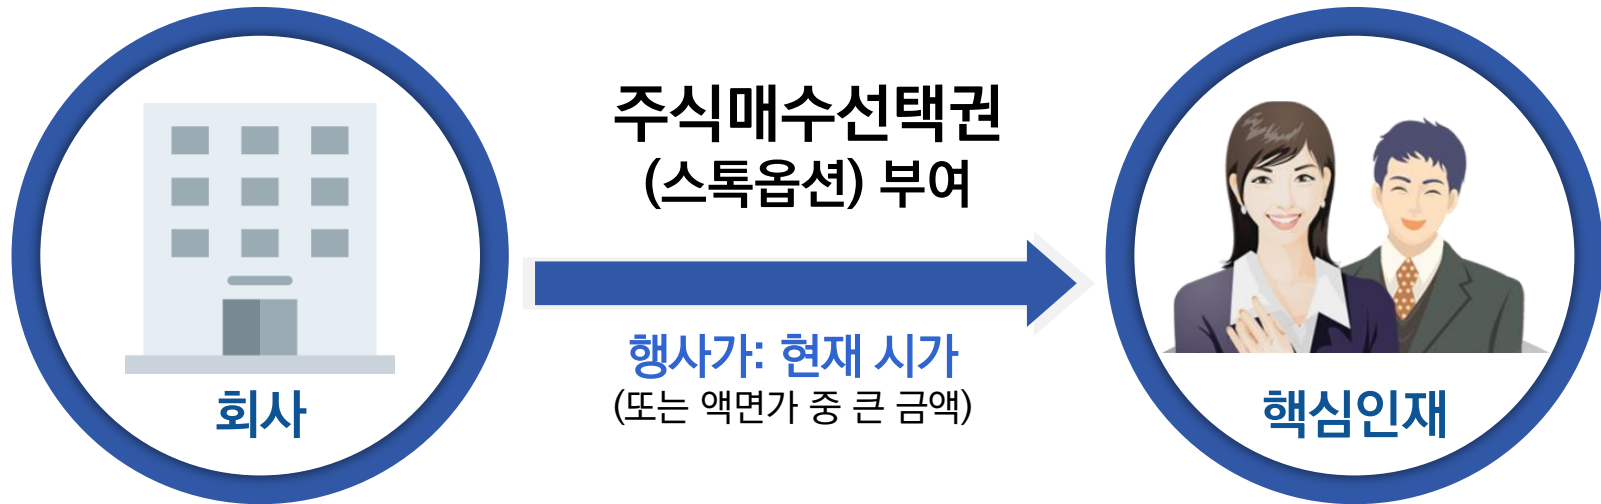 주식매수선택권
(스톡옵션) 부여
행사가: 현재 시가
(또는 액면가 중 큰 금액)
회사
핵심인재